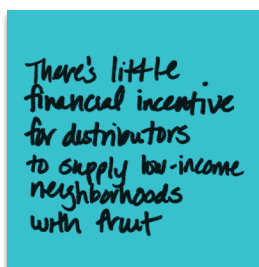 There's little
financial incentive
for distributors
to supply low-income
neighborhoods
with fruit